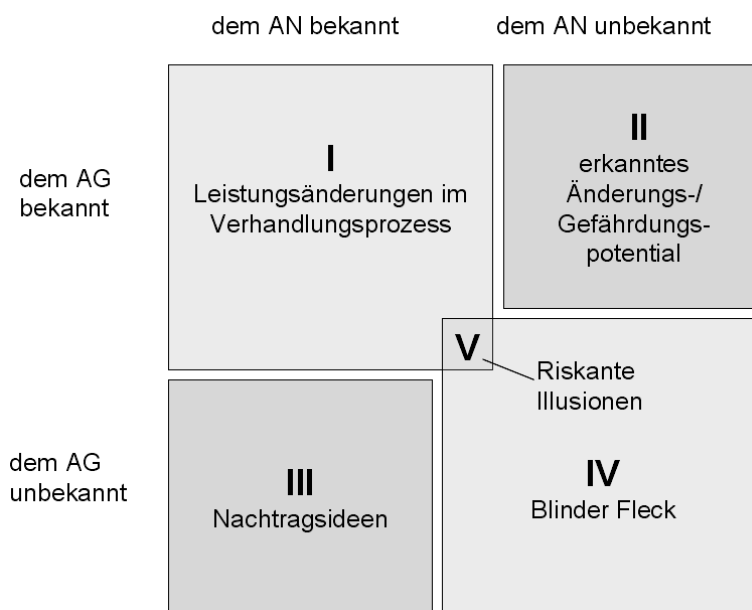 dem AN bekannt
dem AN unbekannt
dem AG
bekannt
I
Leistungsänderungen im
Verhandlungsprozess
II
erkanntes
Änderungs-/
Gefährdungs-
potential
V
Riskante
Illusionen
dem AG
unbekannt
III
Nachtragsideen
IV
Blinder Fleck